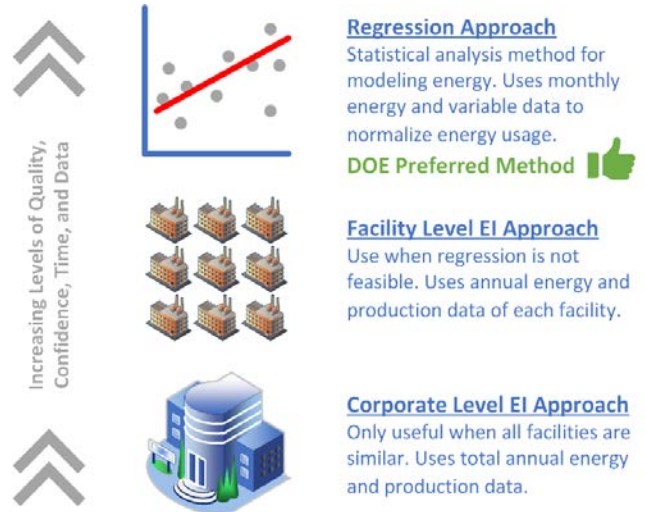 Regression Approach
Statistical analysis method for
modeling energy. Uses monthly
energy and variable data to
normalize energy usage.
DOE Preferred Method
Increasing Levels of Quality,
Confidence, Time, and Data
Facility Level EI Approach
Use when regression is not
feasible. Uses annual energy and
production data of each facility.
Corporate Level EI Approach
Only useful when all facilities are
similar. Uses total annual energy
and production data.